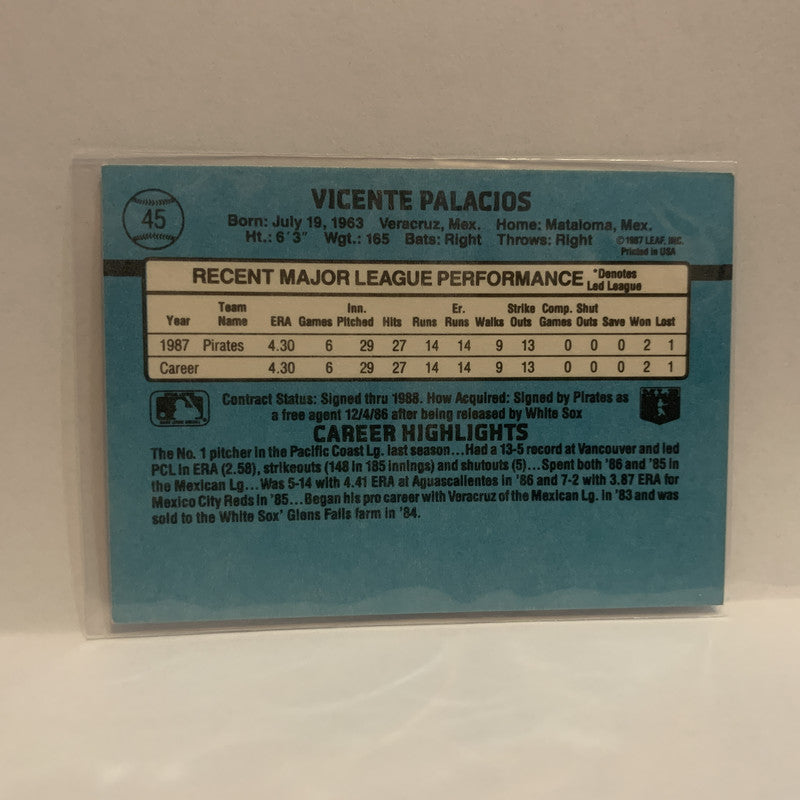 45
VICENTE PALACIOS
Born: July 19, 1963 Veracruz, Mex. Home: Mataloma, Mex.
Ht.: 6'3" Wgt.: 165 Bats: Right Throws: Right
© 1987 LEAF, INC.
Printed in USA
RECENT MAJOR LEAGUE PERFORMANCE *Denotes
Led League
Team Inn. Er. Strike Comp. Shut
Year Name ERA Games Pitched Hits Runs Runs Walks Outs Games Outs Save Won Lost
1987 Pirates 4.30 6 29 27 14 14 9 13 0 0 0 2 1
Career 4.30 6 29 27 14 14 9 13 0 0 0 2 1
Contract Status: Signed thru 1988. How Acquired: Signed by Pirates as
a free agent 12/4/86 after being released by White Sox
CAREER HIGHLIGHTS
The No. 1 pitcher in the Pacific Coast Lg. last season...Had a 13-5 record at Vancouver and led
PCL in ERA (2.58), strikeouts (148 in 185 innings) and shutouts (5)...Spent both '86 and '85 in
the Mexican Lg...Was 5-14 with 4.41 ERA at Aguascalientes in '86 and 7-2 with 3.87 ERA for
Mexico City Reds in '85...Began his pro career with Veracruz of the Mexican Lg. in '83 and was
sold to the White Sox' Glens Falls farm in '84.